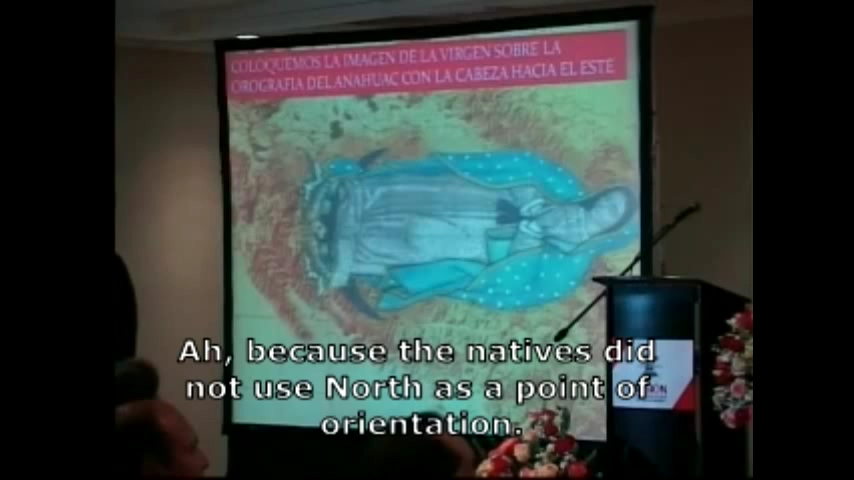 COLOQUEMOS LA IMAGEN DE LA VIRGEN SOBRE LA
OROGRAFIA DEL ANAHUAC CON LA CABEZA HACIA EL ESTE
Ah, because the natives did
not use North as a point of
orientation.